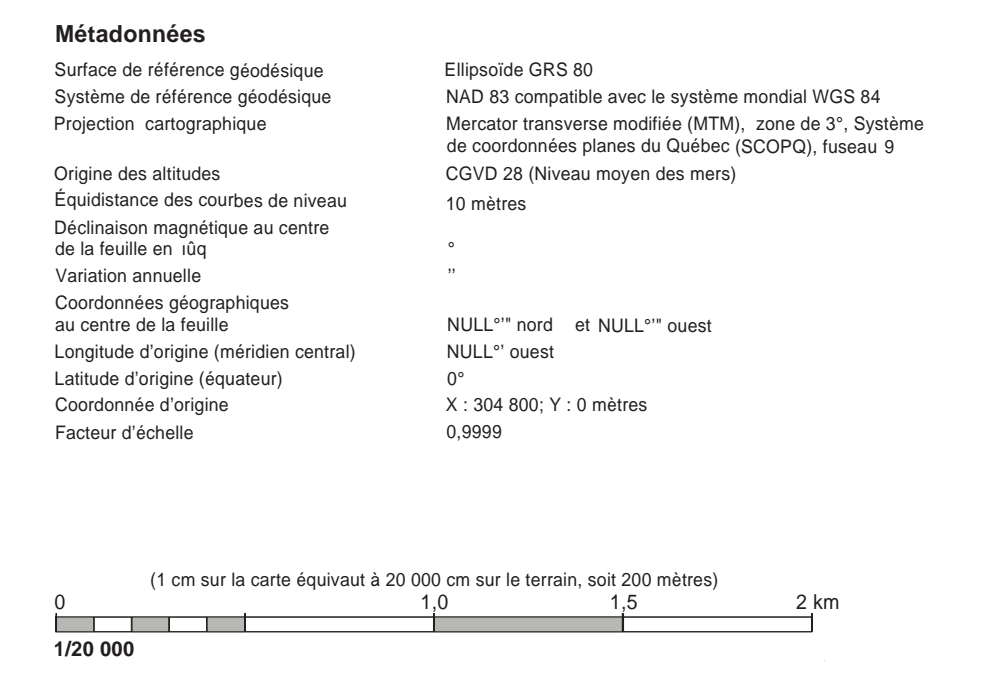 Métadonnées
Surface de référence géodésique Ellipsoïde GRS 80
Système de référence géodésique NAD 83 compatible avec le système mondial WGS 84
Projection cartographique Mercator transverse modifiée (MTM), zone de 3°, Système
de coordonnées planes du Québec (SCOPQ), fuseau 9
Origine des altitudes CGVD 28 (Niveau moyen des mers)
Équidistance des courbes de niveau 10 mètres
Déclinaison magnétique au centre
de la feuille en ıûq °
Variation annuelle ’’
Coordonnées géographiques
au centre de la feuille NULL°'" nord et NULL°'" ouest
Longitude d’origine (méridien central) NULL°’ ouest
Latitude d’origine (équateur) 0°
Coordonnée d’origine X : 304 800; Y : 0 mètres
Facteur d’échelle 0,9999
(1 cm sur la carte équivaut à 20 000 cm sur le terrain, soit 200 mètres)
0 1,0 1,5 2 km
1/20 000